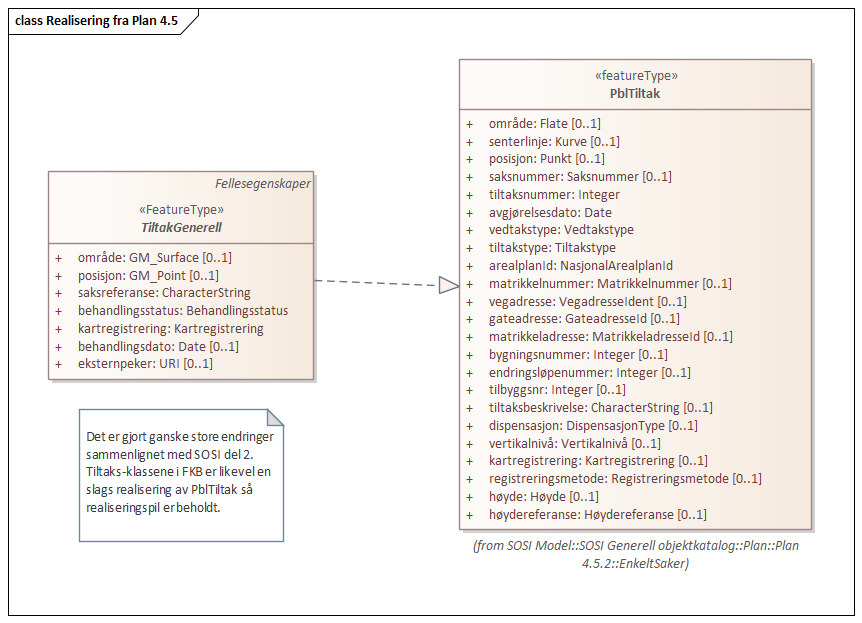 class Realisering fra Plan 4.5
Fellesegenskaper
«FeatureType»
TiltakGenerell
+ område: GM_Surface [0..1]
+ posisjon: GM_Point [0..1]
+ saksreferanse: CharacterString
+ behandlingsstatus: Behandlingsstatus
+ kartregistrering: Kartregistrering
+ behandlingsdato: Date [0..1]
+ eksternpeker: URI [0..1]
Det er gjort ganske store endringer
sammenlignet med SOSI del 2.
Tiltaks-klassene i FKB er likevel en
slags realisering av PblTiltak så
realiseringspil er beholdt.
«featureType»
PblTiltak
+ område: Flate [0..1]
+ senterlinje: Kurve [0..1]
+ posisjon: Punkt [0..1]
+ saksnummer: Saksnummer [0..1]
+ tiltaksnummer: Integer
+ avgjørelsesdato: Date
+ vedtakstype: Vedtakstype
+ tiltakstype: Tiltakstype
+ arealplanId: NasjonalArealplanId
+ matrikkelnummer: Matrikkelnummer [0..1]
+ vegadresse: VegadresseIdent [0..1]
+ gateadresse: GateadresseId [0..1]
+ matrikkeladresse: MatrikkeladresseId [0..1]
+ bygningsnummer: Integer [0..1]
+ endringsløpenummer: Integer [0..1]
+ tilbyggsnr: Integer [0..1]
+ tiltaksbeskrivelse: CharacterString [0..1]
+ dispensasjon: DispensasjonType [0..1]
+ vertikalnivå: Vertikalnivå [0..1]
+ kartregistrering: Kartregistrering [0..1]
+ registreringsmetode: Registreringsmetode [0..1]
+ høyde: Høyde [0..1]
+ høydereferanse: Høydereferanse [0..1]
(from SOSI Model::SOSI Generell objektkatalog::Plan::Plan
4.5.2::EnkeltSaker)